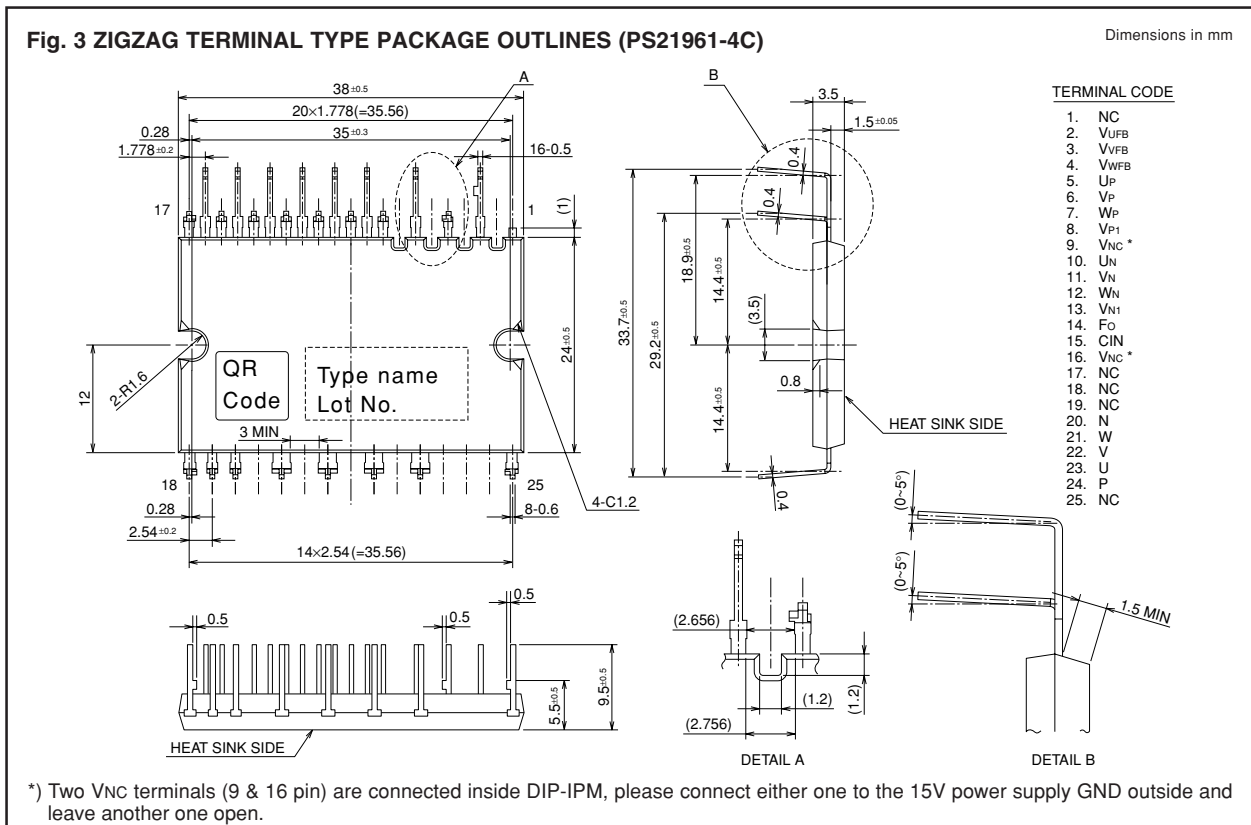 Fig. 3 ZIGZAG TERMINAL TYPE PACKAGE OUTLINES (PS21961-4C)
Dimensions in mm
A
38±0.5
20×1.778(=35.56)
0.28
35±0.3
1.778±0.2
16-0.5
17
1
(1)
24±0.5
12
2-R1.6
QR
Code
Type name
Lot No.
3 MIN
18
25
0.28
2.54±0.2
14×2.54(=35.56)
8-0.6
4-C1.2
B
3.5
1.5±0.05
0.4
0.4
33.7±0.5
29.2±0.5
18.9±0.5
14.4±0.5
(3.5)
14.4±0.5
0.8
HEAT SINK SIDE
0.4
TERMINAL CODE
1. NC
2. VUFB
3. VVFB
4. VWFB
5. UP
6. VP
7. WP
8. VP1
9. VNC *
10. UN
11. VN
12. WN
13. VN1
14. FO
15. CIN
16. VNC *
17. NC
18. NC
19. NC
20. N
21. W
22. V
23. U
24. P
25. NC
0.5
0.5
0.5
5.5±0.5
9.5±0.5
HEAT SINK SIDE
(2.656)
(1.2)
(1.2)
(2.756)
DETAIL A
(0~5°)
(0~5°)
1.5 MIN
DETAIL B
*) Two VNC terminals (9 & 16 pin) are connected inside DIP-IPM, please connect either one to the 15V power supply GND outside and
leave another one open.